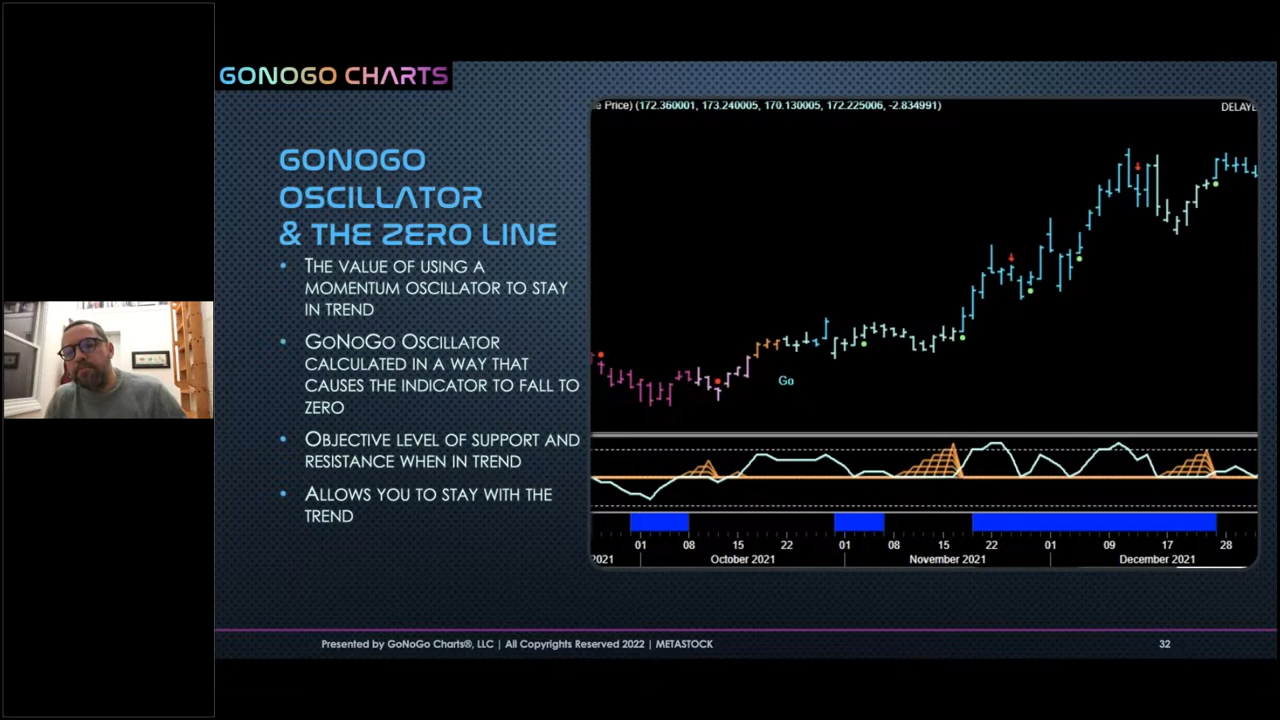 GONOGO CHARTS
GONOGO
OSCILLATOR
& THE ZERO LINE
• THE VALUE OF USING A
MOMENTUM OSCILLATOR TO STAY
IN TREND
• GONOGO OSCILLATOR
CALCULATED IN A WAY THAT
CAUSES THE INDICATOR TO FALL TO
ZERO
• OBJECTIVE LEVEL OF SUPPORT AND
RESISTANCE WHEN IN TREND
• ALLOWS YOU TO STAY WITH THE
TREND
e Price) (172.360001, 173.240005, 170.130005, 172.225006, -2.834991)
DELAYE
Go
01 08 15 22 01 08 15 22 01 09 17 28
2021 October 2021 November 2021 December 2021
Presented by GoNoGo Charts®, LLC | All Copyrights Reserved 2022 | METASTOCK
32